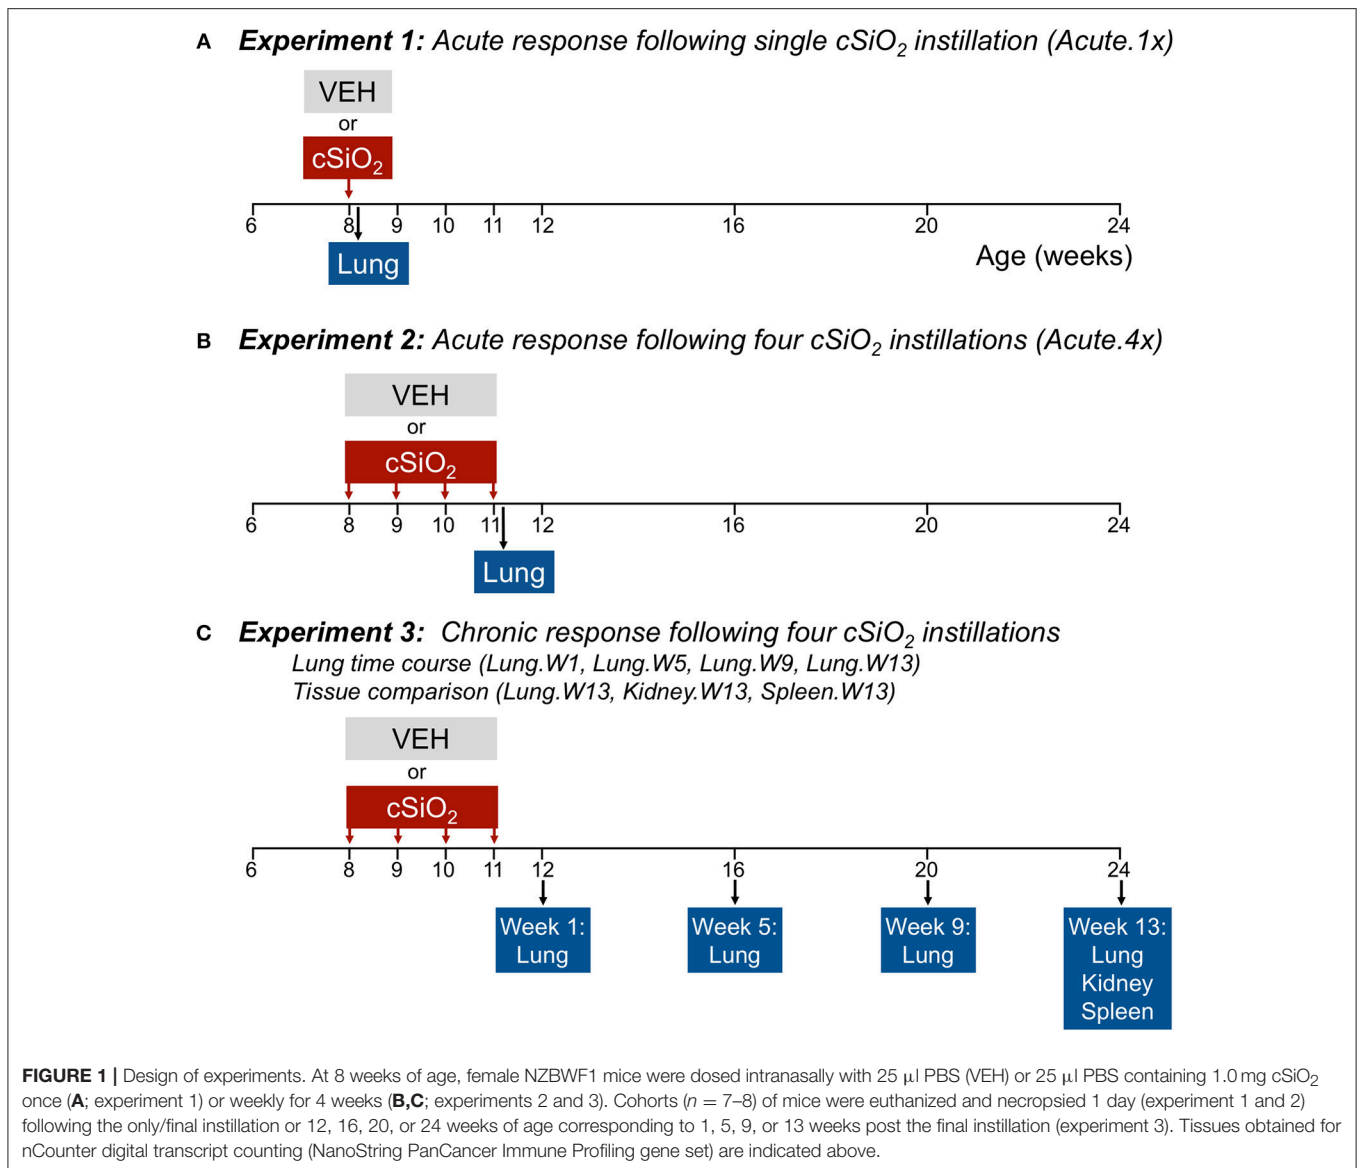 A Experiment 1: Acute response following single cSiO₂ instillation (Acute.1x)
VEH
or
cSiO₂
6 8 9 10 11 12 16 20 24
Lung
Age (weeks)
B Experiment 2: Acute response following four cSiO₂ instillations (Acute.4x)
VEH
or
cSiO₂
6 8 9 10 11 12 16 20 24
Lung
C Experiment 3: Chronic response following four cSiO₂ instillations
Lung time course (Lung.W1, Lung.W5, Lung.W9, Lung.W13)
Tissue comparison (Lung.W13, Kidney.W13, Spleen.W13)
VEH
or
cSiO₂
6 8 9 10 11 12 16 20 24
Week 1: Week 5: Week 9: Week 13:
Lung Lung Lung Lung
Kidney
Spleen
FIGURE 1 | Design of experiments. At 8 weeks of age, female NZBWF1 mice were dosed intranasally with 25 µl PBS (VEH) or 25 µl PBS containing 1.0 mg cSiO₂
once (A; experiment 1) or weekly for 4 weeks (B,C; experiments 2 and 3). Cohorts (n = 7–8) of mice were euthanized and necropsied 1 day (experiment 1 and 2)
following the only/final instillation or 12, 16, 20, or 24 weeks of age corresponding to 1, 5, 9, or 13 weeks post the final instillation (experiment 3). Tissues obtained for
nCounter digital transcript counting (NanoString PanCancer Immune Profiling gene set) are indicated above.